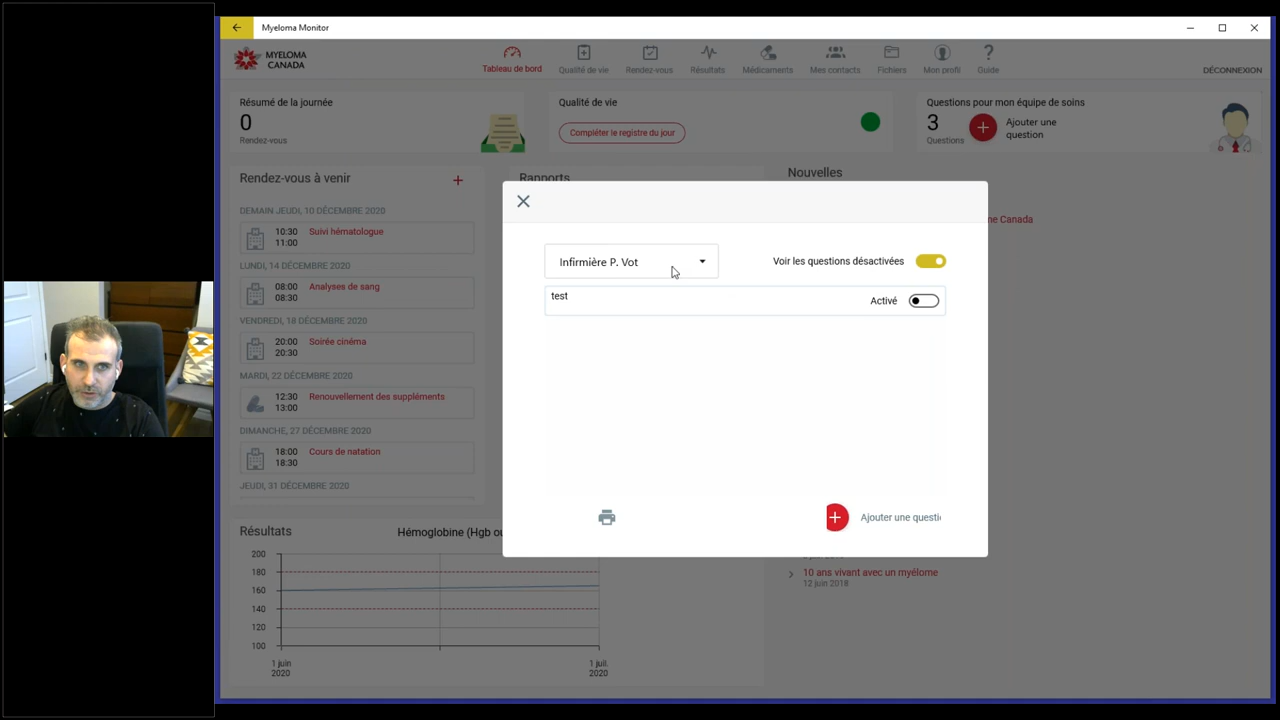 Myeloma Monitor
MYELOMA
CANADA
Tableau de bord
Qualité de vie
Rendez-vous
Résultats
Médicaments
Mes contacts
Fichiers
Mon profil
Guide
DÉCONNEXION
Résumé de la journée
0
Rendez-vous
Qualité de vie
Compléter le registre du jour
Questions pour mon équipe de soins
3
Questions
Ajouter une
question
Rendez-vous à venir
DEMAIN JEUDI, 10 DÉCEMBRE 2020
10:30 Suivi hématologue
11:00
LUNDI, 14 DÉCEMBRE 2020
08:00 Analyses de sang
08:30
VENDREDI, 18 DÉCEMBRE 2020
20:00 Soirée cinéma
20:30
MARDI, 22 DÉCEMBRE 2020
12:30 Renouvellement des suppléments
13:00
DIMANCHE, 27 DÉCEMBRE 2020
18:00 Cours de natation
18:30
JEUDI, 31 DÉCEMBRE 2020
Rapports
Nouvelles
ne Canada
Infirmière P. Vot
Voir les questions désactivées
test
Activé
Ajouter une questi
10 ans vivant avec un myélome
12 juin 2018
Résultats
Hémoglobine (Hgb ou
200
180
160
140
120
100
1 juin
2020
1 juil.
2020